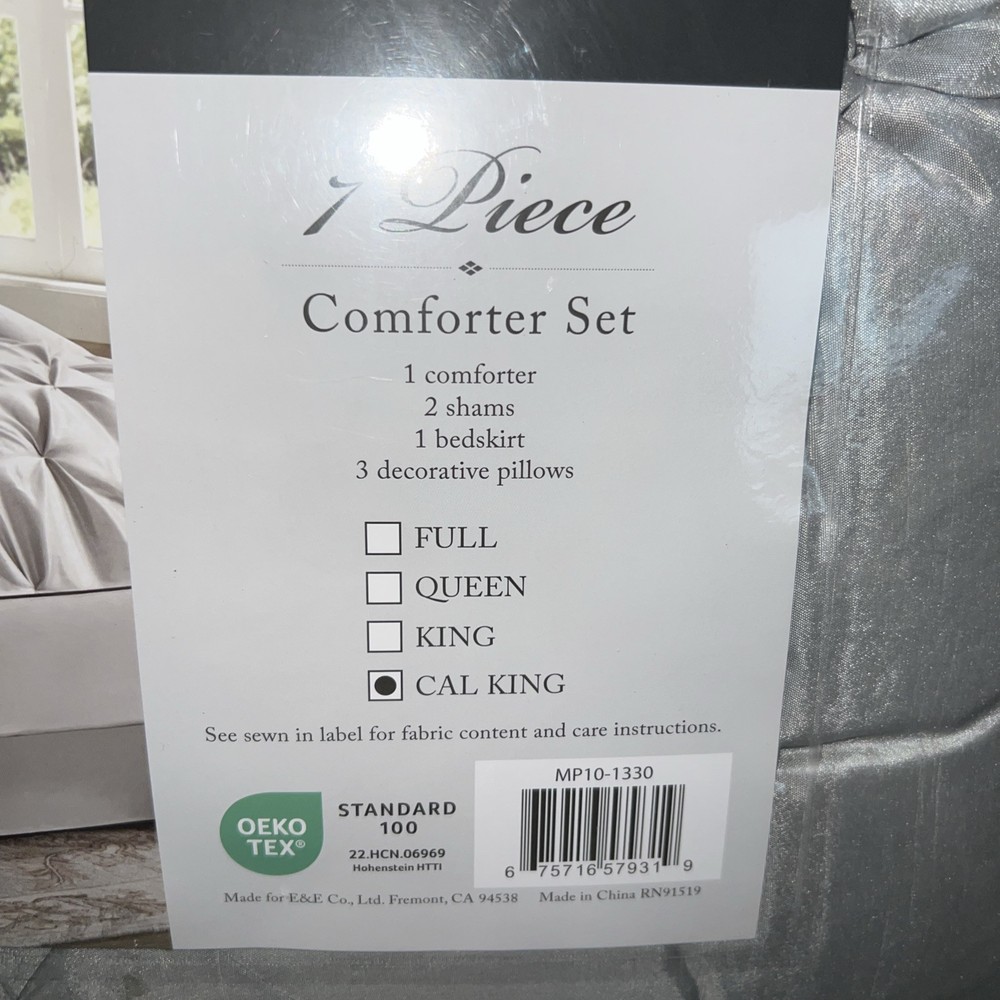 7 Piece
Comforter Set
1 comforter
2 shams
1 bedskirt
3 decorative pillows
FULL
QUEEN
KING
CAL KING
See sewn in label for fabric content and care instructions.
MP10-1330
OEKO
TEX®
STANDARD
100
22.HCN.06969
Hohenstein HTTI
6 75716 57931 9
Made for E&E Co., Ltd. Fremont, CA 94538 Made in China RN91519